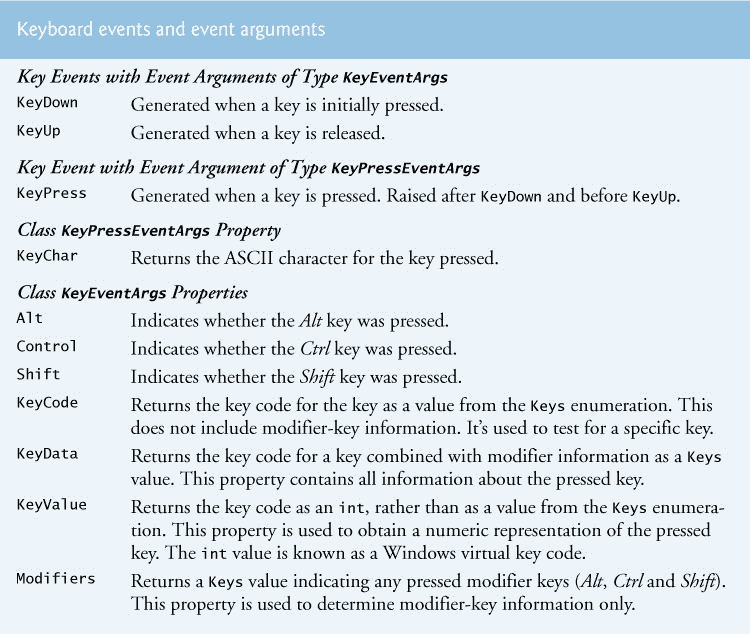 Keyboard events and event arguments
Key Events with Event Arguments of Type KeyEventArgs
KeyDown Generated when a key is initially pressed.
KeyUp Generated when a key is released.
Key Event with Event Argument of Type KeyPressEventArgs
KeyPress Generated when a key is pressed. Raised after KeyDown and before KeyUp.
Class KeyPressEventArgs Property
KeyChar Returns the ASCII character for the key pressed.
Class KeyEventArgs Properties
Alt Indicates whether the Alt key was pressed.
Control Indicates whether the Ctrl key was pressed.
Shift Indicates whether the Shift key was pressed.
KeyCode Returns the key code for the key as a value from the Keys enumeration. This
does not include modifier-key information. It’s used to test for a specific key.
KeyData Returns the key code for a key combined with modifier information as a Keys
value. This property contains all information about the pressed key.
KeyValue Returns the key code as an int, rather than as a value from the Keys enumera-
tion. This property is used to obtain a numeric representation of the pressed
key. The int value is known as a Windows virtual key code.
Modifiers Returns a Keys value indicating any pressed modifier keys (Alt, Ctrl and Shift).
This property is used to determine modifier-key information only.